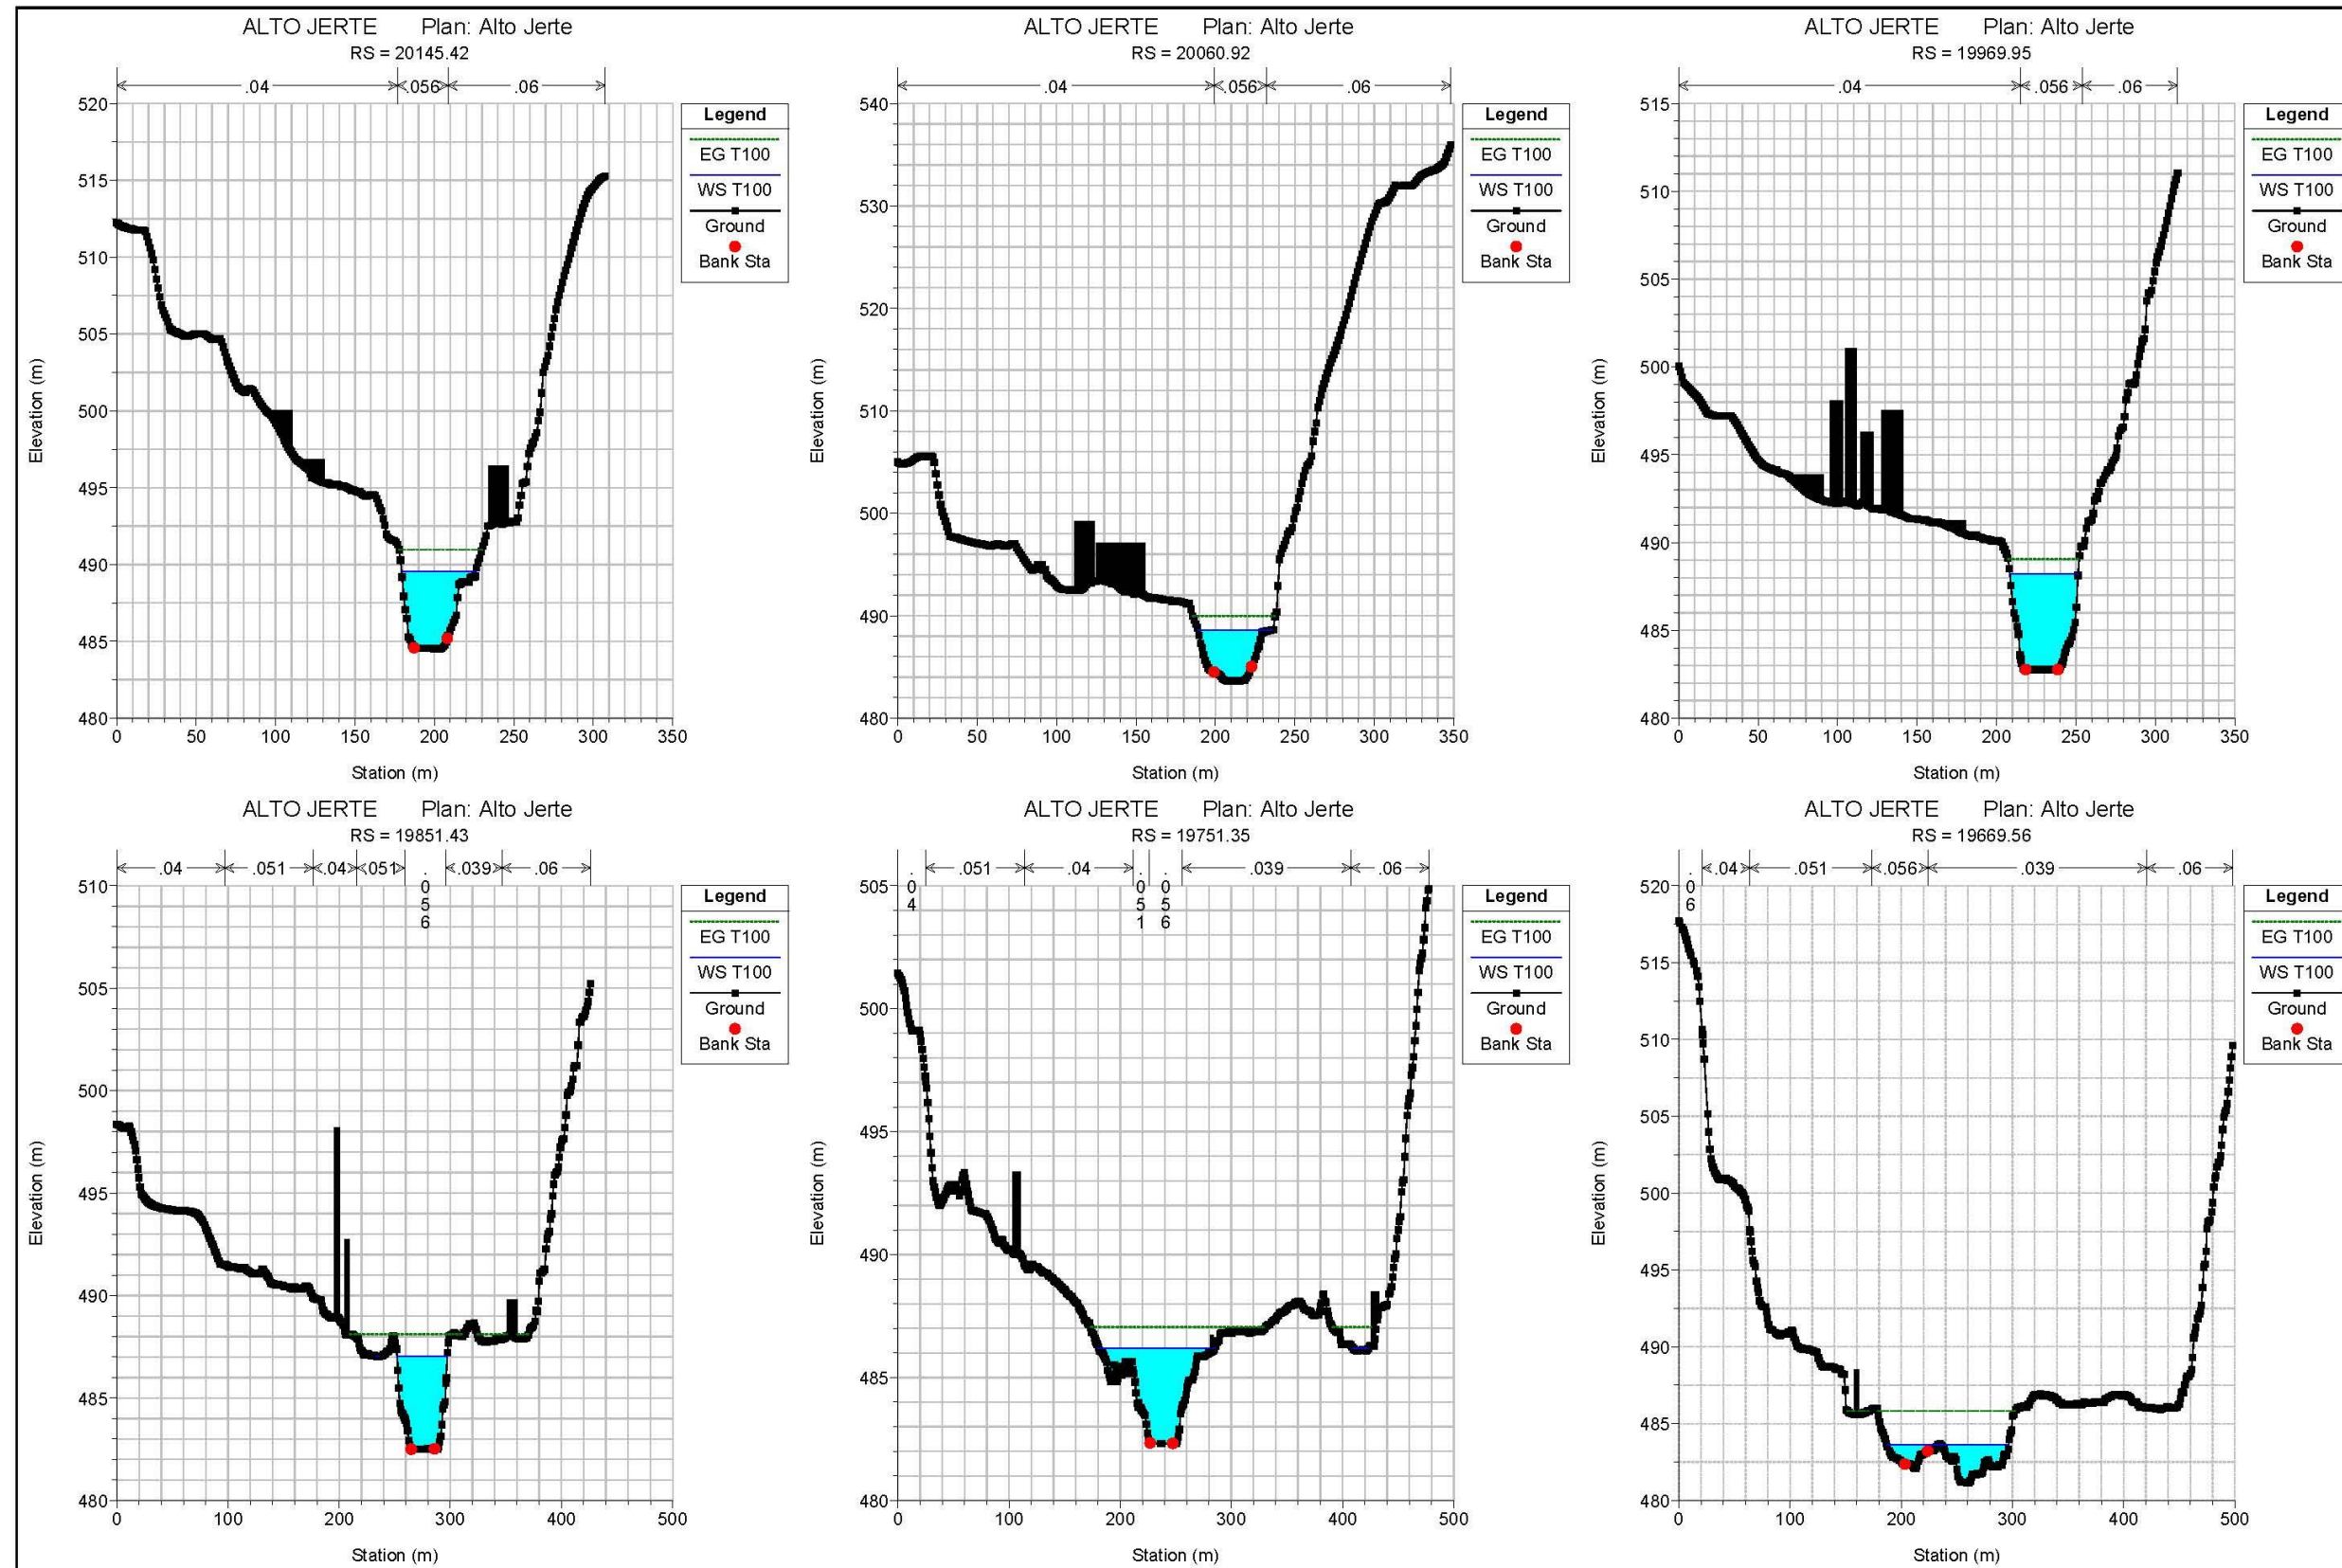 ALTO JERTE Plan: Alto Jerte
RS = 20145.42
.04 .056 .06
Elevation (m)
520
515
510
505
500
495
490
485
480
0 50 100 150 200 250 300 350
Station (m)
Legend
EG T100
WS T100
Ground
Bank Sta
ALTO JERTE Plan: Alto Jerte
RS = 20060.92
.04 .056 .06
Elevation (m)
540
530
520
510
500
490
480
0 50 100 150 200 250 300 350
Station (m)
Legend
EG T100
WS T100
Ground
Bank Sta
ALTO JERTE Plan: Alto Jerte
RS = 19969.95
.04 .056 .06
Elevation (m)
515
510
505
500
495
490
485
480
0 50 100 150 200 250 300 350
Station (m)
Legend
EG T100
WS T100
Ground
Bank Sta
ALTO JERTE Plan: Alto Jerte
RS = 19851.43
.04 .051 .04 .051 .056 .039 .06
Elevation (m)
510
505
500
495
490
485
480
0 100 200 300 400 500
Station (m)
Legend
EG T100
WS T100
Ground
Bank Sta
ALTO JERTE Plan: Alto Jerte
RS = 19751.35
.04 .051 .04 .051 .056 .039 .06
Elevation (m)
505
500
495
490
485
480
0 100 200 300 400 500
Station (m)
Legend
EG T100
WS T100
Ground
Bank Sta
ALTO JERTE Plan: Alto Jerte
RS = 19669.56
.06 .04 .051 .056 .039 .06
Elevation (m)
520
515
510
505
500
495
490
485
480
0 100 200 300 400 500
Station (m)
Legend
EG T100
WS T100
Ground
Bank Sta